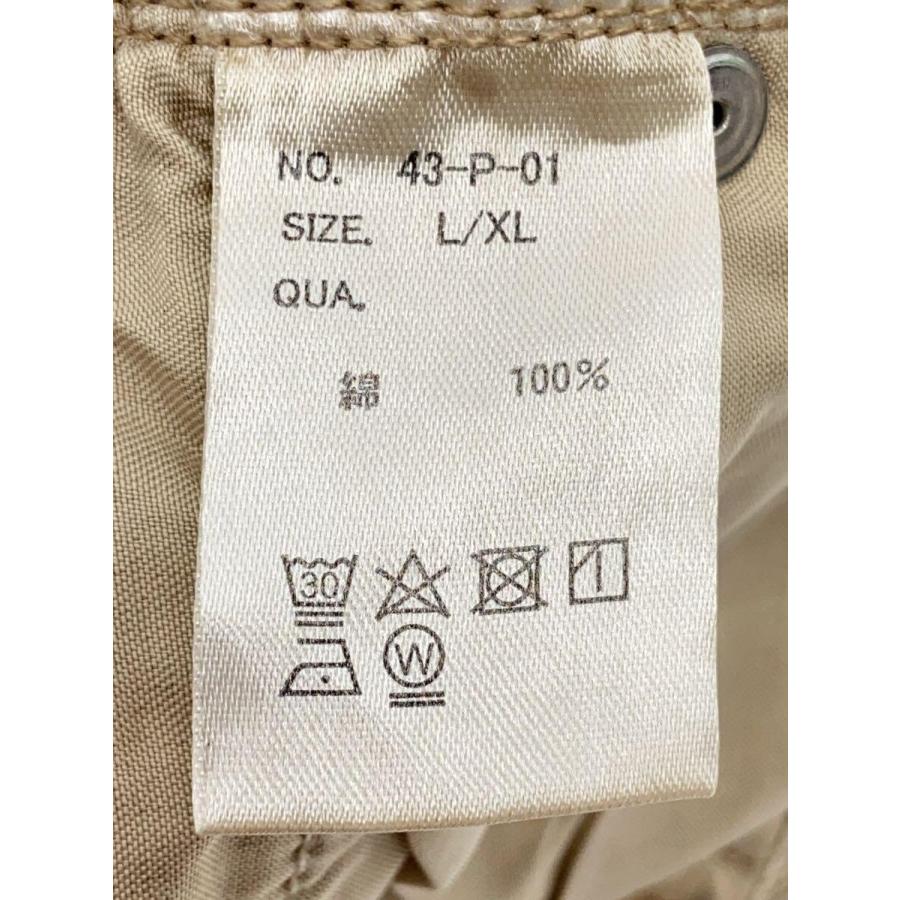 NO. 43-P-01
SIZE. L/XL
QUA.
綿 100%
30
W